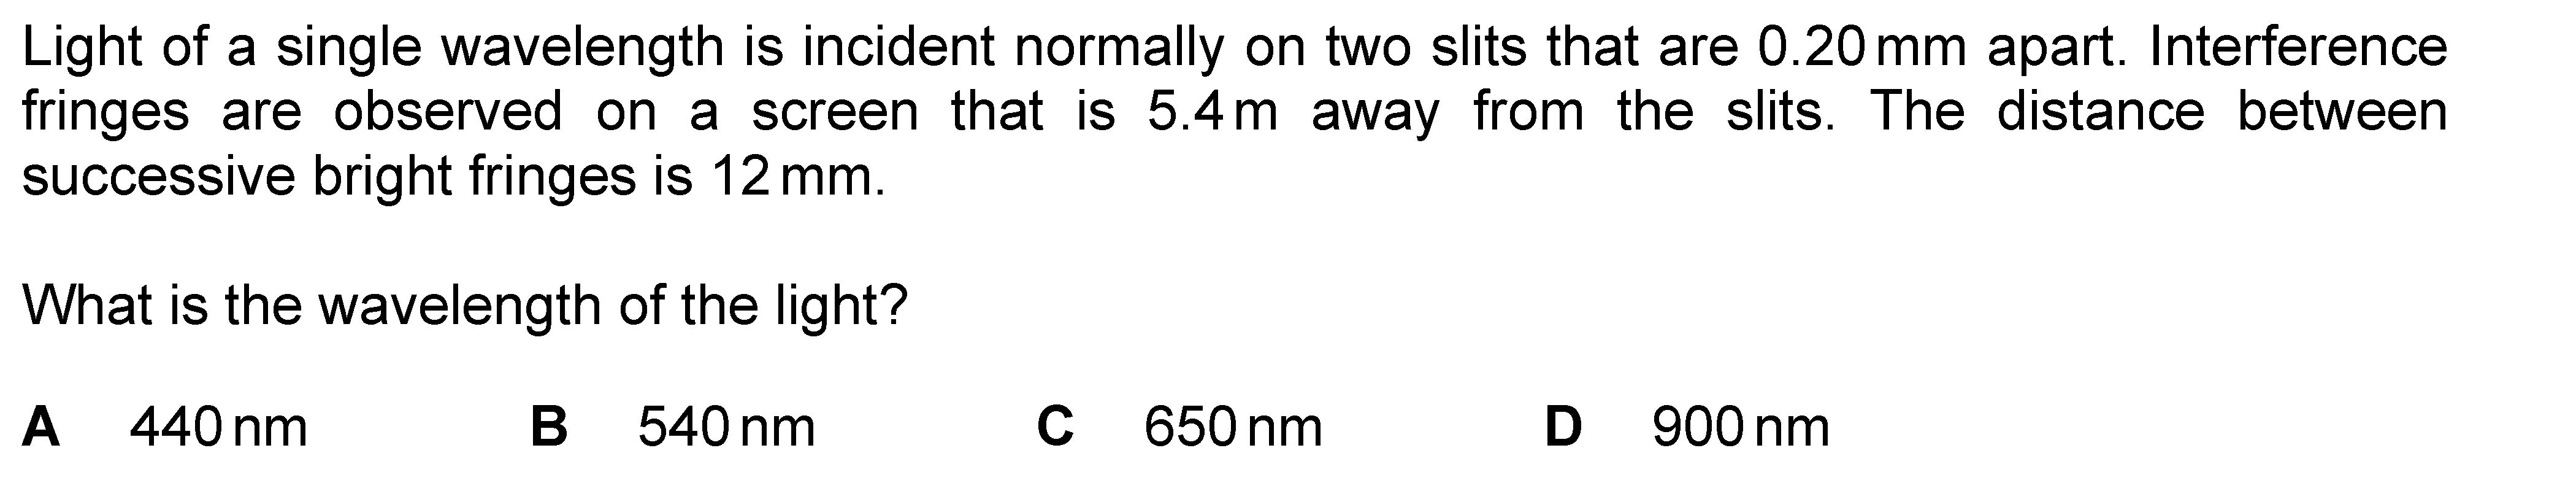 Light of a single wavelength is incident normally on two slits that are 0.20 mm apart. Interference
fringes are observed on a screen that is 5.4 m away from the slits. The distance between
successive bright fringes is 12 mm.
What is the wavelength of the light?
A 440 nm B 540 nm C 650 nm D 900 nm